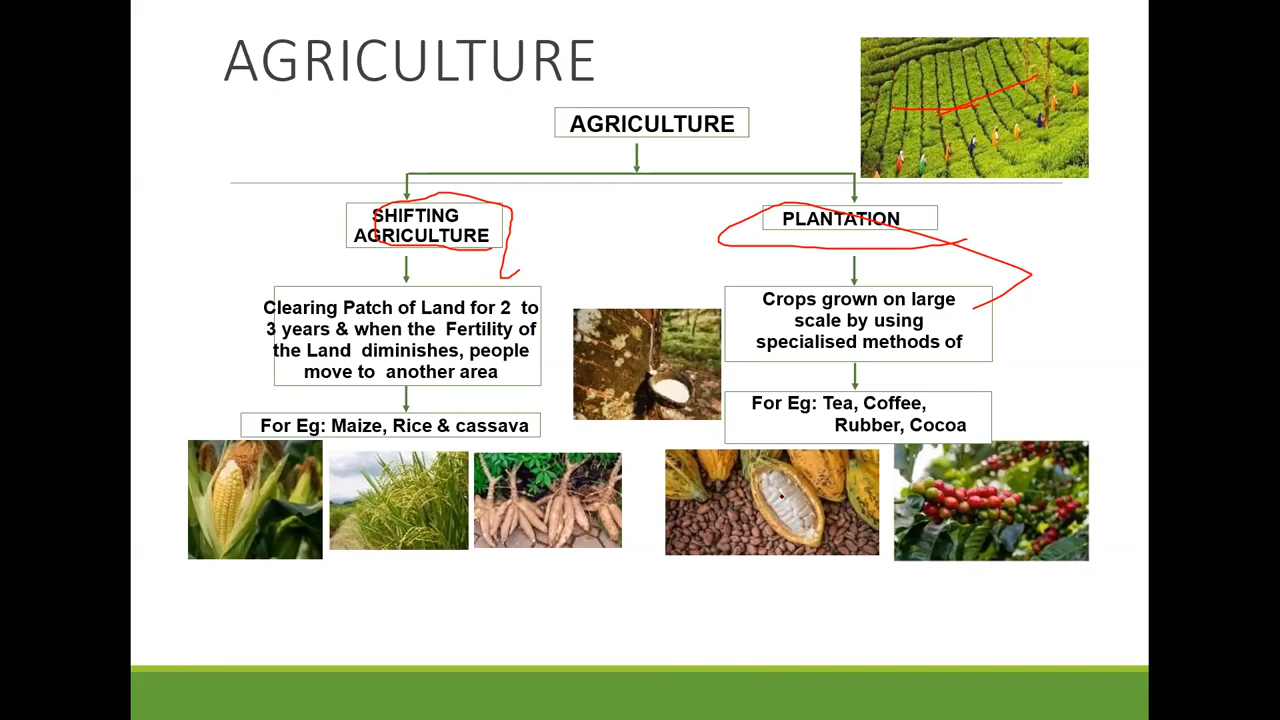 AGRICULTURE
AGRICULTURE
SHIFTING
AGRICULTURE
Clearing Patch of Land for 2 to
3 years & when the Fertility of
the Land diminishes, people
move to another area
For Eg: Maize, Rice & cassava
PLANTATION
Crops grown on large
scale by using
specialised methods of
For Eg: Tea, Coffee,
Rubber, Cocoa